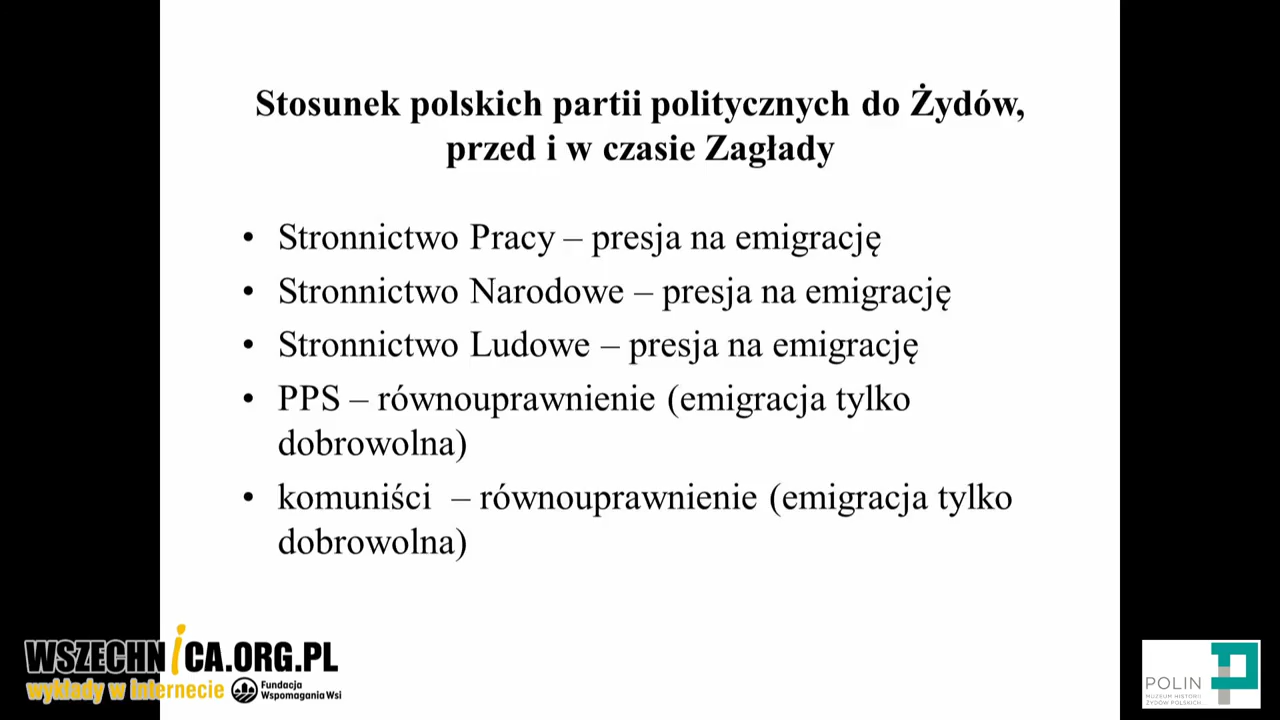 Stosunek polskich partii politycznych do Żydów,
przed i w czasie Zagłady
• Stronnictwo Pracy – presja na emigrację
• Stronnictwo Narodowe – presja na emigrację
• Stronnictwo Ludowe – presja na emigrację
• PPS – równouprawnienie (emigracja tylko
dobrowolna)
• komuniści – równouprawnienie (emigracja tylko
dobrowolna)
WSZECHNiCA.ORG.PL
wykłady w internecie
Fundacja
Wspomagania Wsi
POLIN
MUZEUM HISTORII
ŻYDÓW POLSKICH